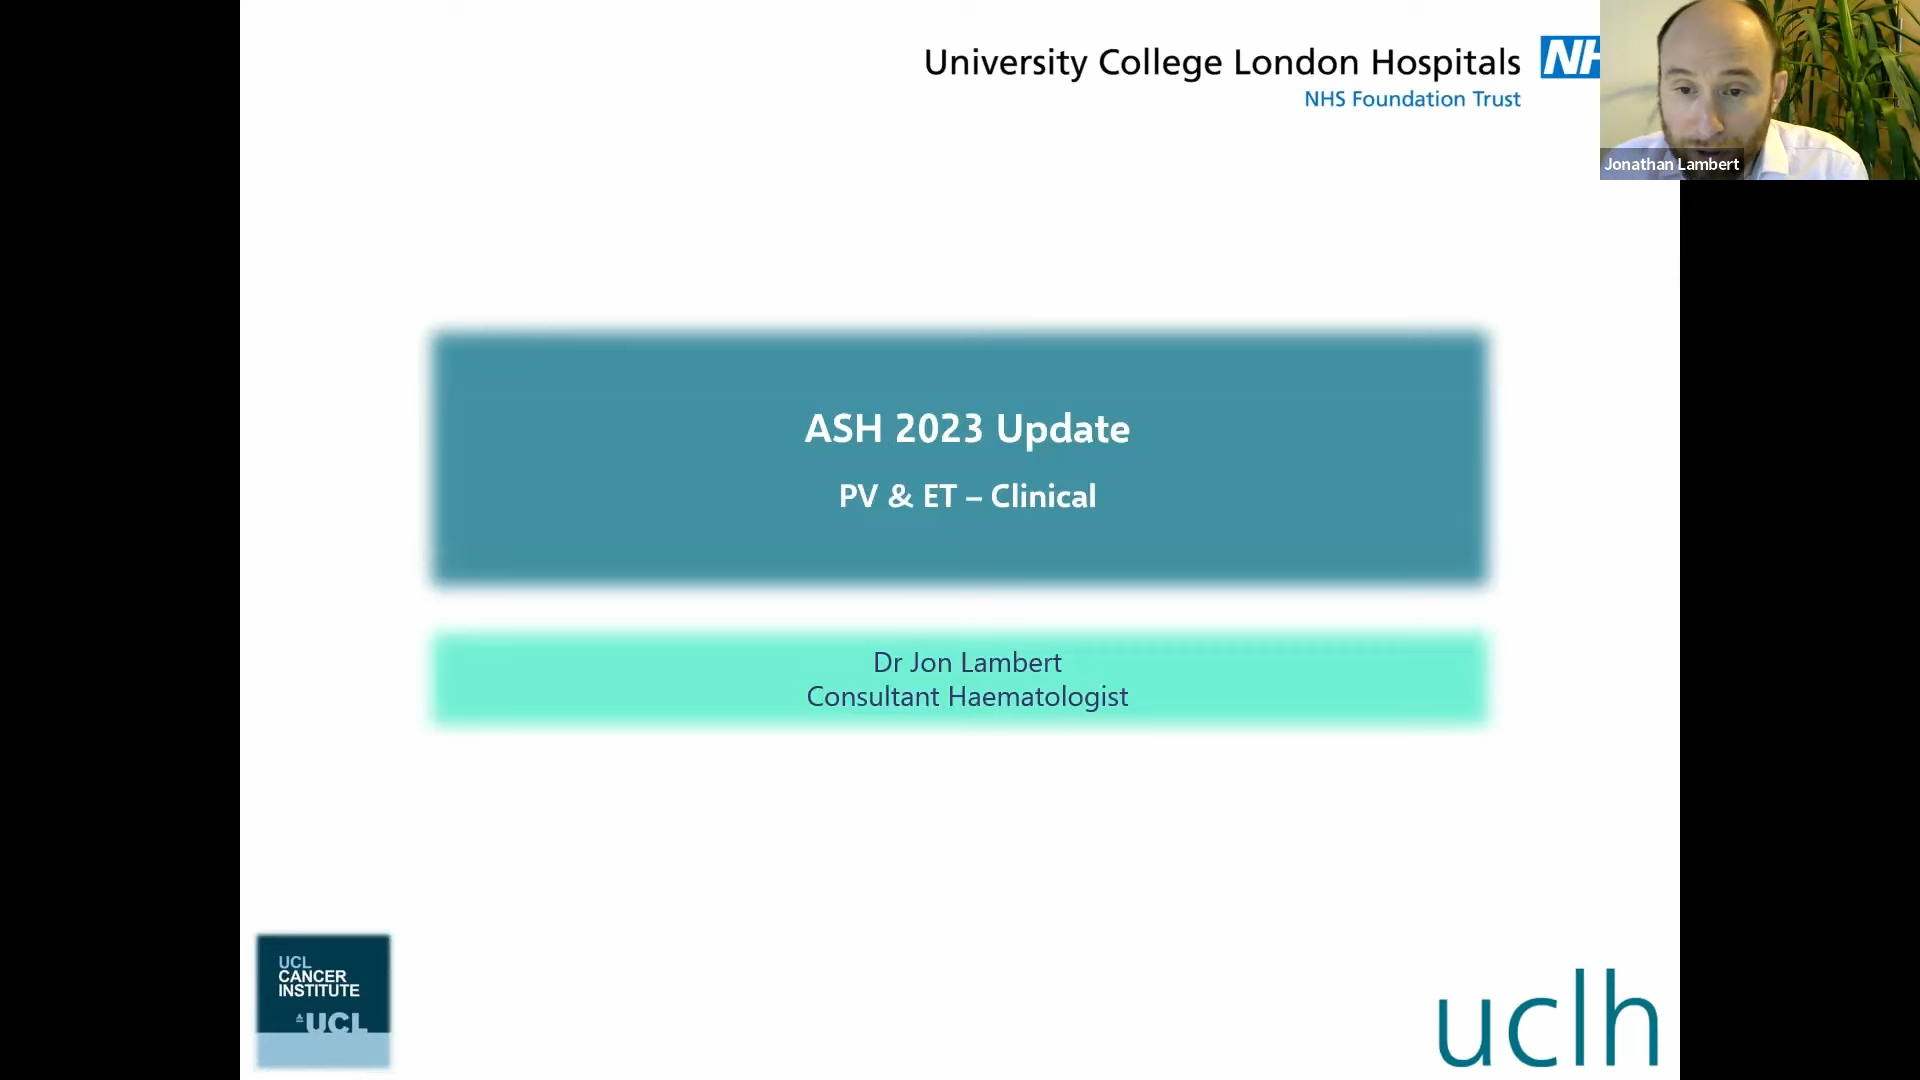 University College London Hospitals
NHS Foundation Trust
Jonathan Lambert
ASH 2023 Update
PV & ET – Clinical
Dr Jon Lambert
Consultant Haematologist
UCL
CANCER
INSTITUTE
UCL
uclh